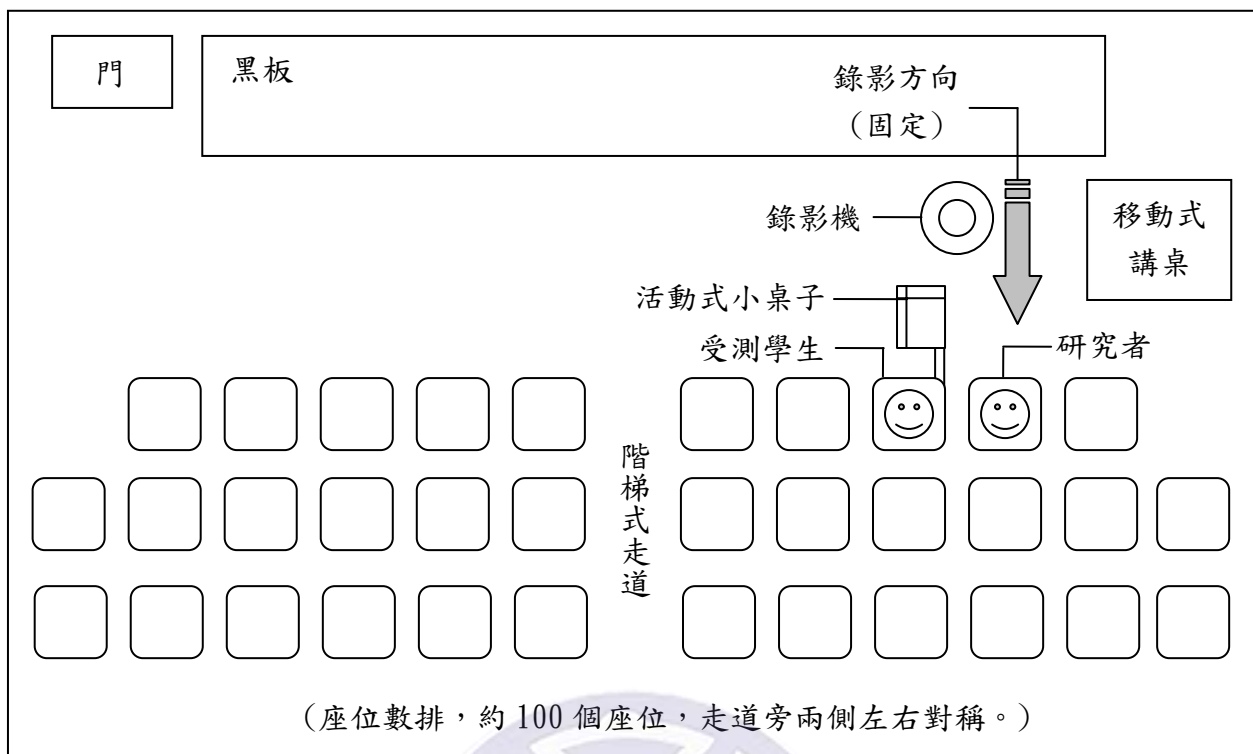 門
黑板
錄影方向
（固定）
錄影機
移動式
講桌
活動式小桌子
受測學生
研究者
階梯式走道
（座位數排，約 100 個座位，走道旁兩側左右對稱。）